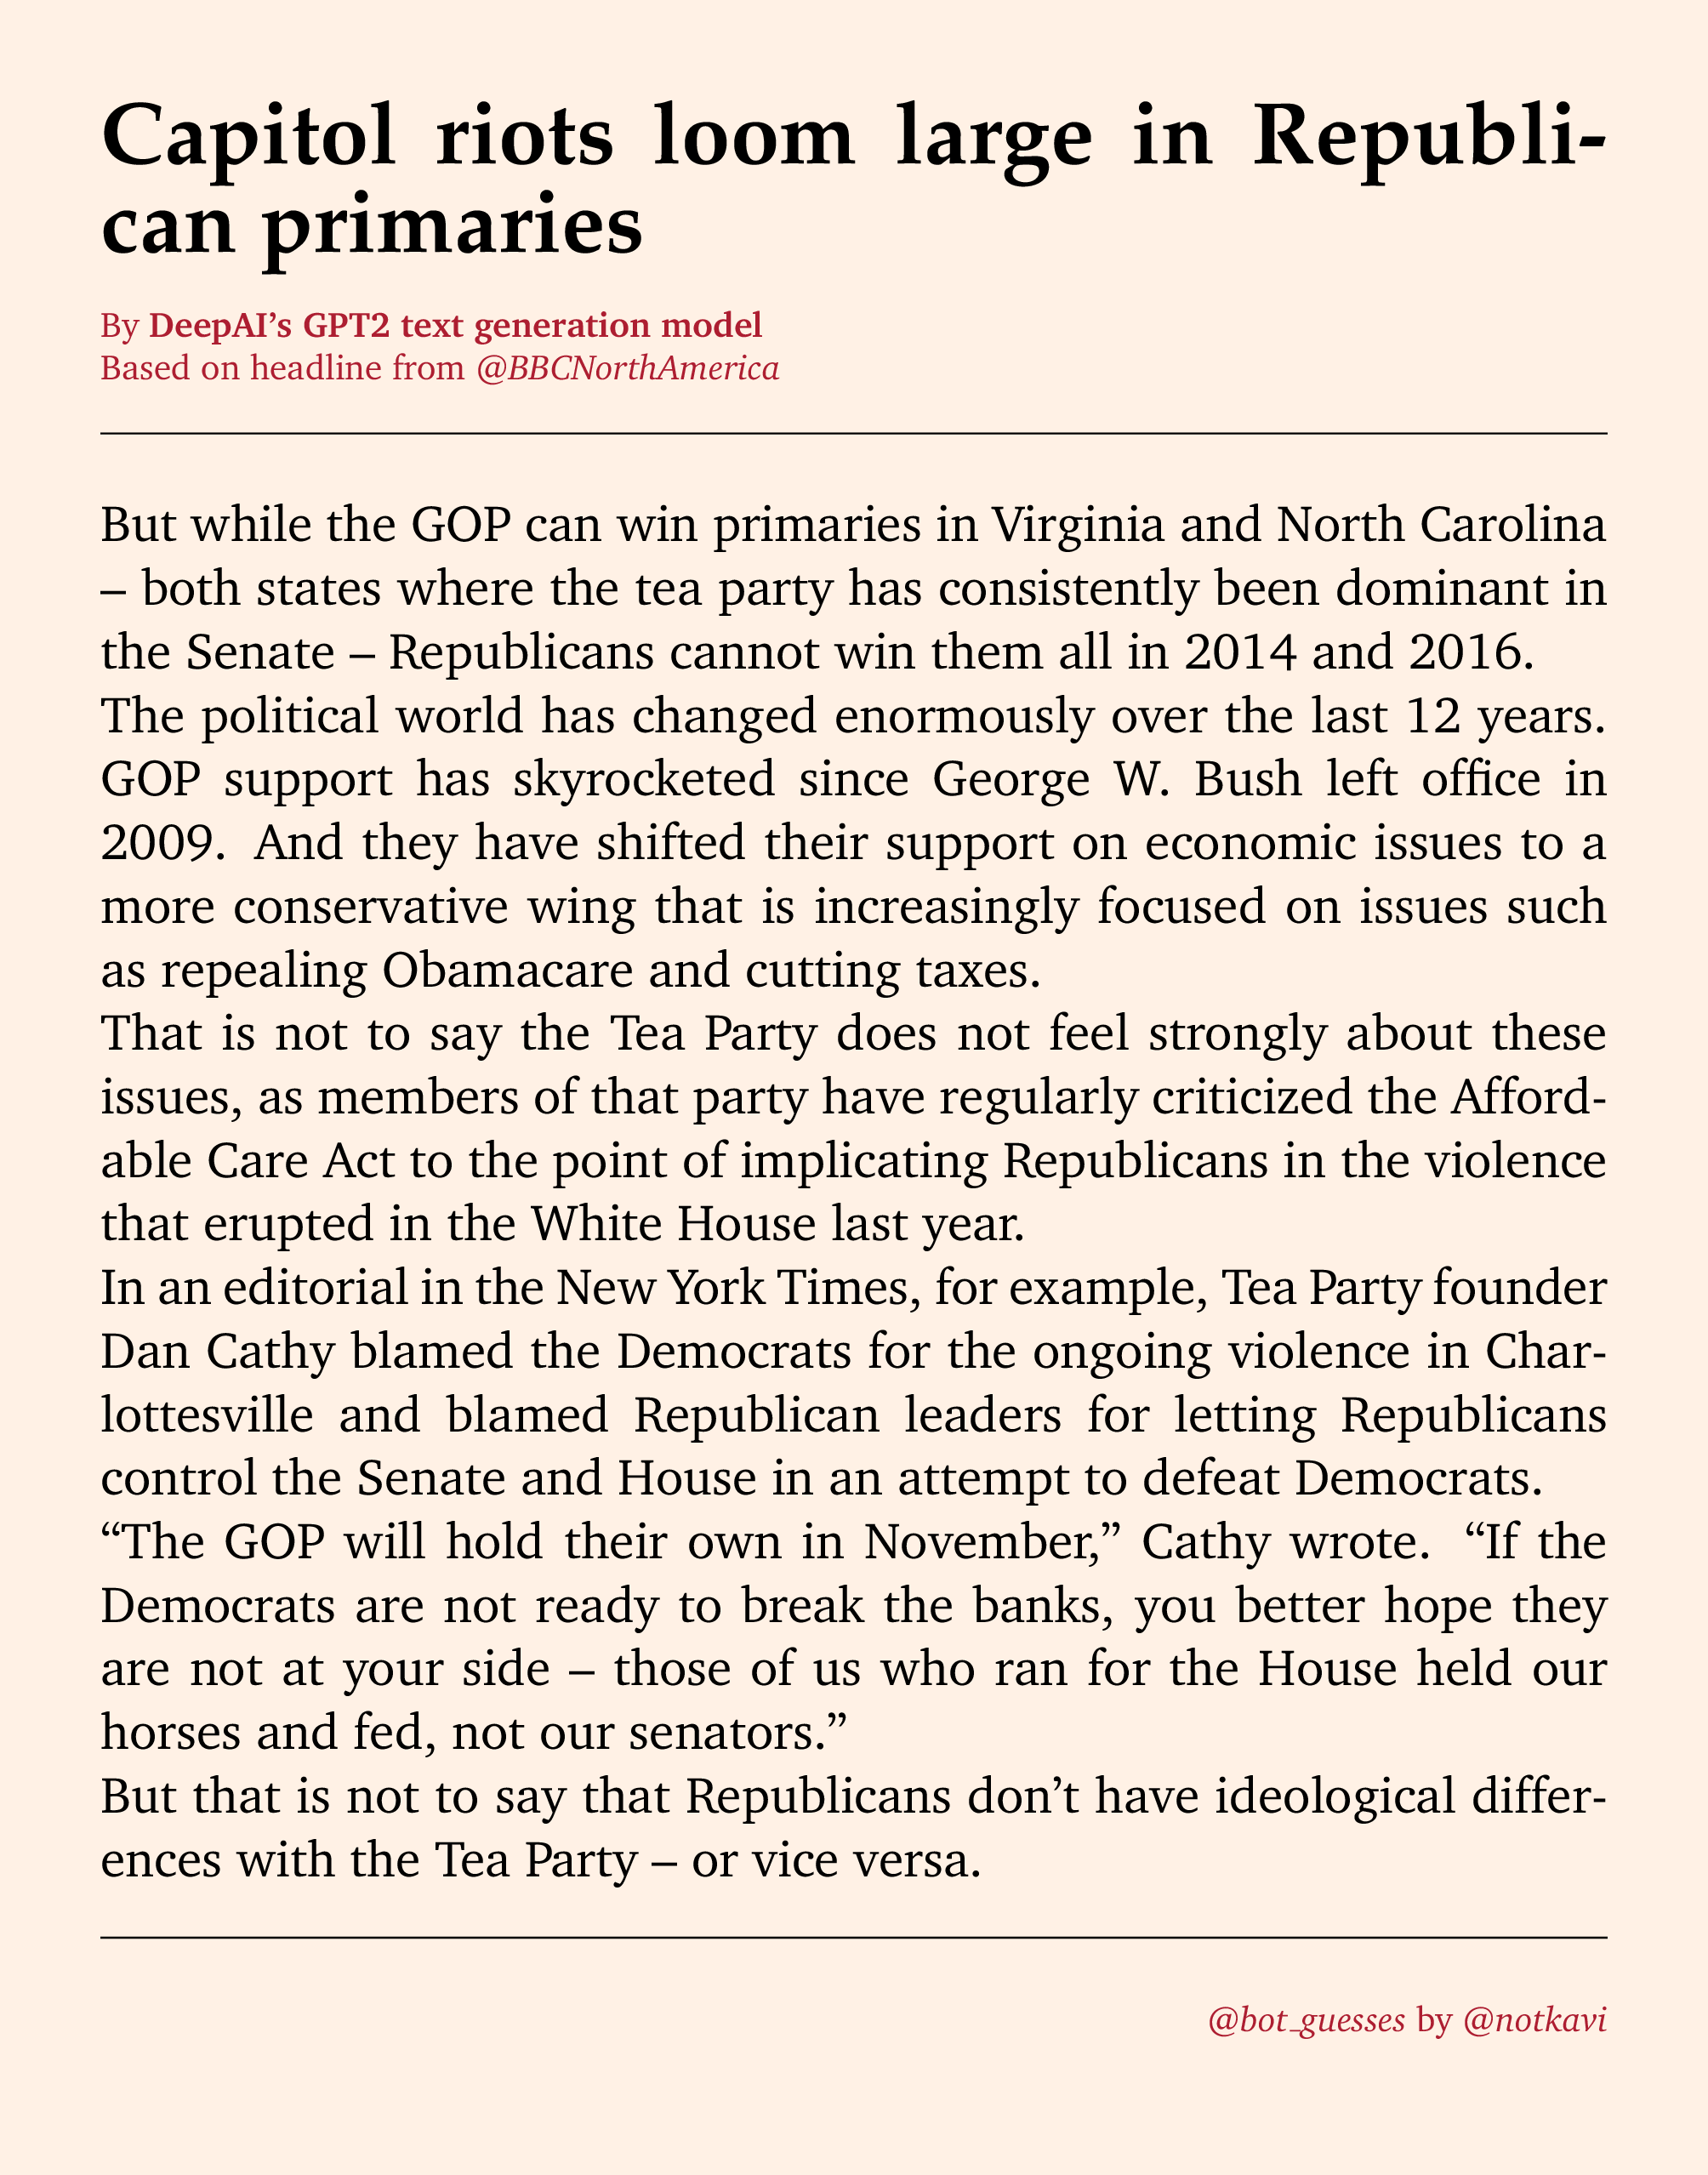 Capitol riots loom large in Republi-
can primaries
By DeepAI’s GPT2 text generation model
Based on headline from @BBCNorthAmerica
But while the GOP can win primaries in Virginia and North Carolina
– both states where the tea party has consistently been dominant in
the Senate – Republicans cannot win them all in 2014 and 2016.
The political world has changed enormously over the last 12 years.
GOP support has skyrocketed since George W. Bush left office in
2009. And they have shifted their support on economic issues to a
more conservative wing that is increasingly focused on issues such
as repealing Obamacare and cutting taxes.
That is not to say the Tea Party does not feel strongly about these
issues, as members of that party have regularly criticized the Afford-
able Care Act to the point of implicating Republicans in the violence
that erupted in the White House last year.
In an editorial in the New York Times, for example, Tea Party founder
Dan Cathy blamed the Democrats for the ongoing violence in Char-
lottesville and blamed Republican leaders for letting Republicans
control the Senate and House in an attempt to defeat Democrats.
“The GOP will hold their own in November,” Cathy wrote. “If the
Democrats are not ready to break the banks, you better hope they
are not at your side – those of us who ran for the House held our
horses and fed, not our senators.”
But that is not to say that Republicans don’t have ideological differ-
ences with the Tea Party – or vice versa.
@bot_guesses by @notkavi